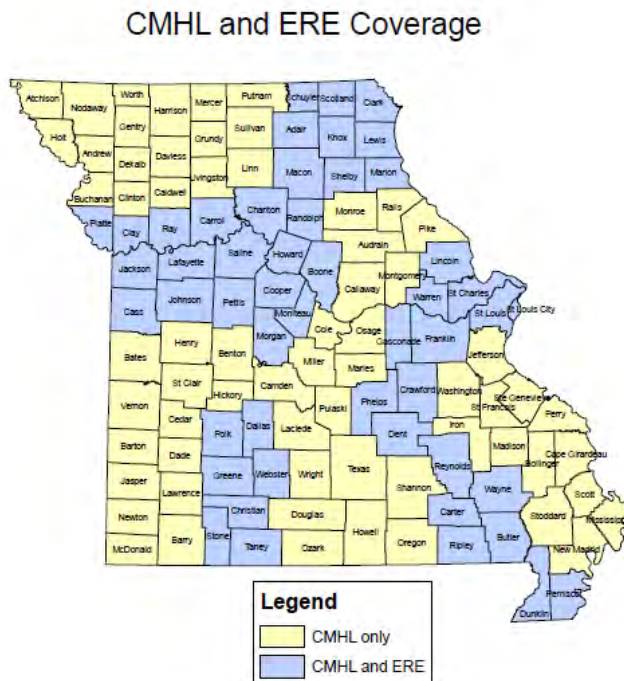 CMHL and ERE Coverage
Atchison Nodaway Worth Harrison Mercer Putnam Schuyler Scotland Clark
Holt Gentry Sullivan Adair Knox Lewis
Andrew Dekalb Daviess Grundy Linn Macon Shelby Marion
Buchanan Clinton Caldwell Livingston Chariton Randolph Monroe Ralls Pike
Platte Clay Ray Carrol Audrain
Jackson Lafayette Saline Howard Boone Callaway Montgomery Lincoln
Cass Johnson Pettis Cooper Moniteau Warren St Charles St Louis St Louis City
Bates Henry Benton Morgan Cole Osage Gasconade Franklin Jefferson
St Clair Hickory Camden Miller Maries Phelps Crawford Washington St Francois Ste Genevieve Perry
Vernon Cedar Polk Dallas Laclede Pulaski Dent Iron Madison Bollinger Cape Girardeau
Barton Dade Greene Webster Wright Texas Reynolds Wayne Scott
Jasper Lawrence Christian Douglas Shannon Carter Stoddard Mississippi
Newton Barry Stone Taney Ozark Howell Oregon Ripley Butler New Madrid
McDonald Dunklin Pemiscot
Legend
CMHL only
CMHL and ERE